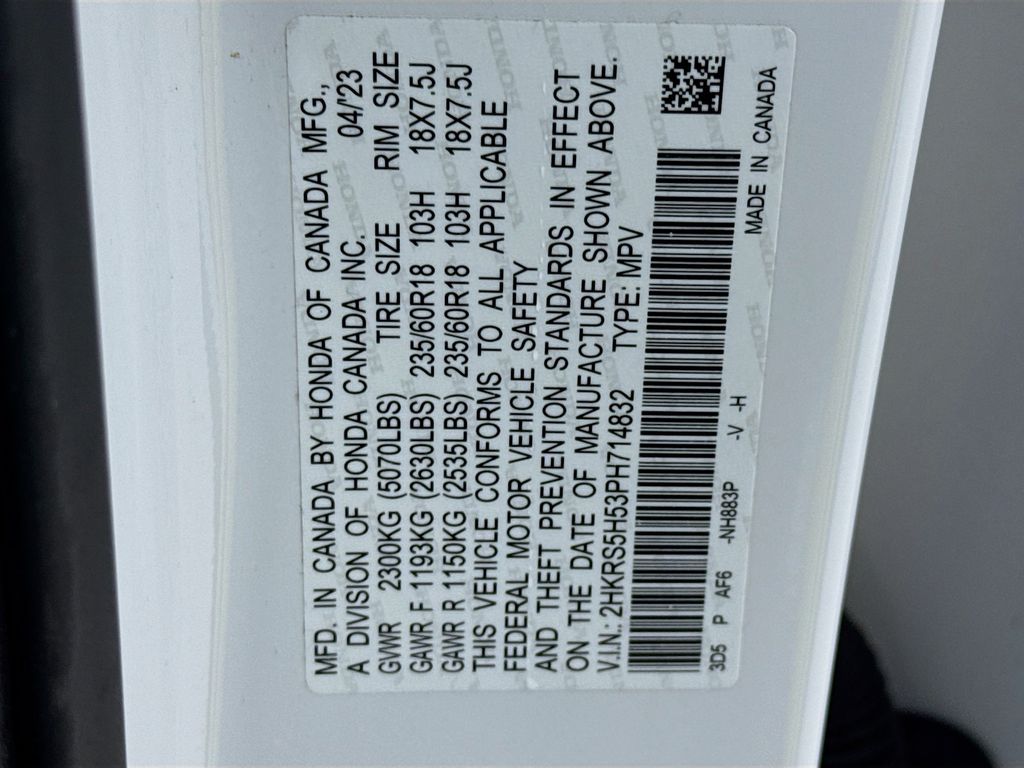 MFD. IN CANADA BY HONDA OF CANADA MFG.,
A DIVISION OF HONDA CANADA INC. 04/'23
GWR 2300KG (5070LBS) TIRE SIZE RIM SIZE
GAWR F 1193KG (2630LBS) 235/60R18 103H 18X7.5J
GAWR R 1150KG (2535LBS) 235/60R18 103H 18X7.5J
THIS VEHICLE CONFORMS TO ALL APPLICABLE
FEDERAL MOTOR VEHICLE SAFETY
AND THEFT PREVENTION STANDARDS IN EFFECT
ON THE DATE OF MANUFACTURE SHOWN ABOVE.
V.I.N.: 2HKRS5H53PH714832 TYPE: MPV
3D5 P AF6 -NH883P -V -H MADE IN CANADA
HONDA